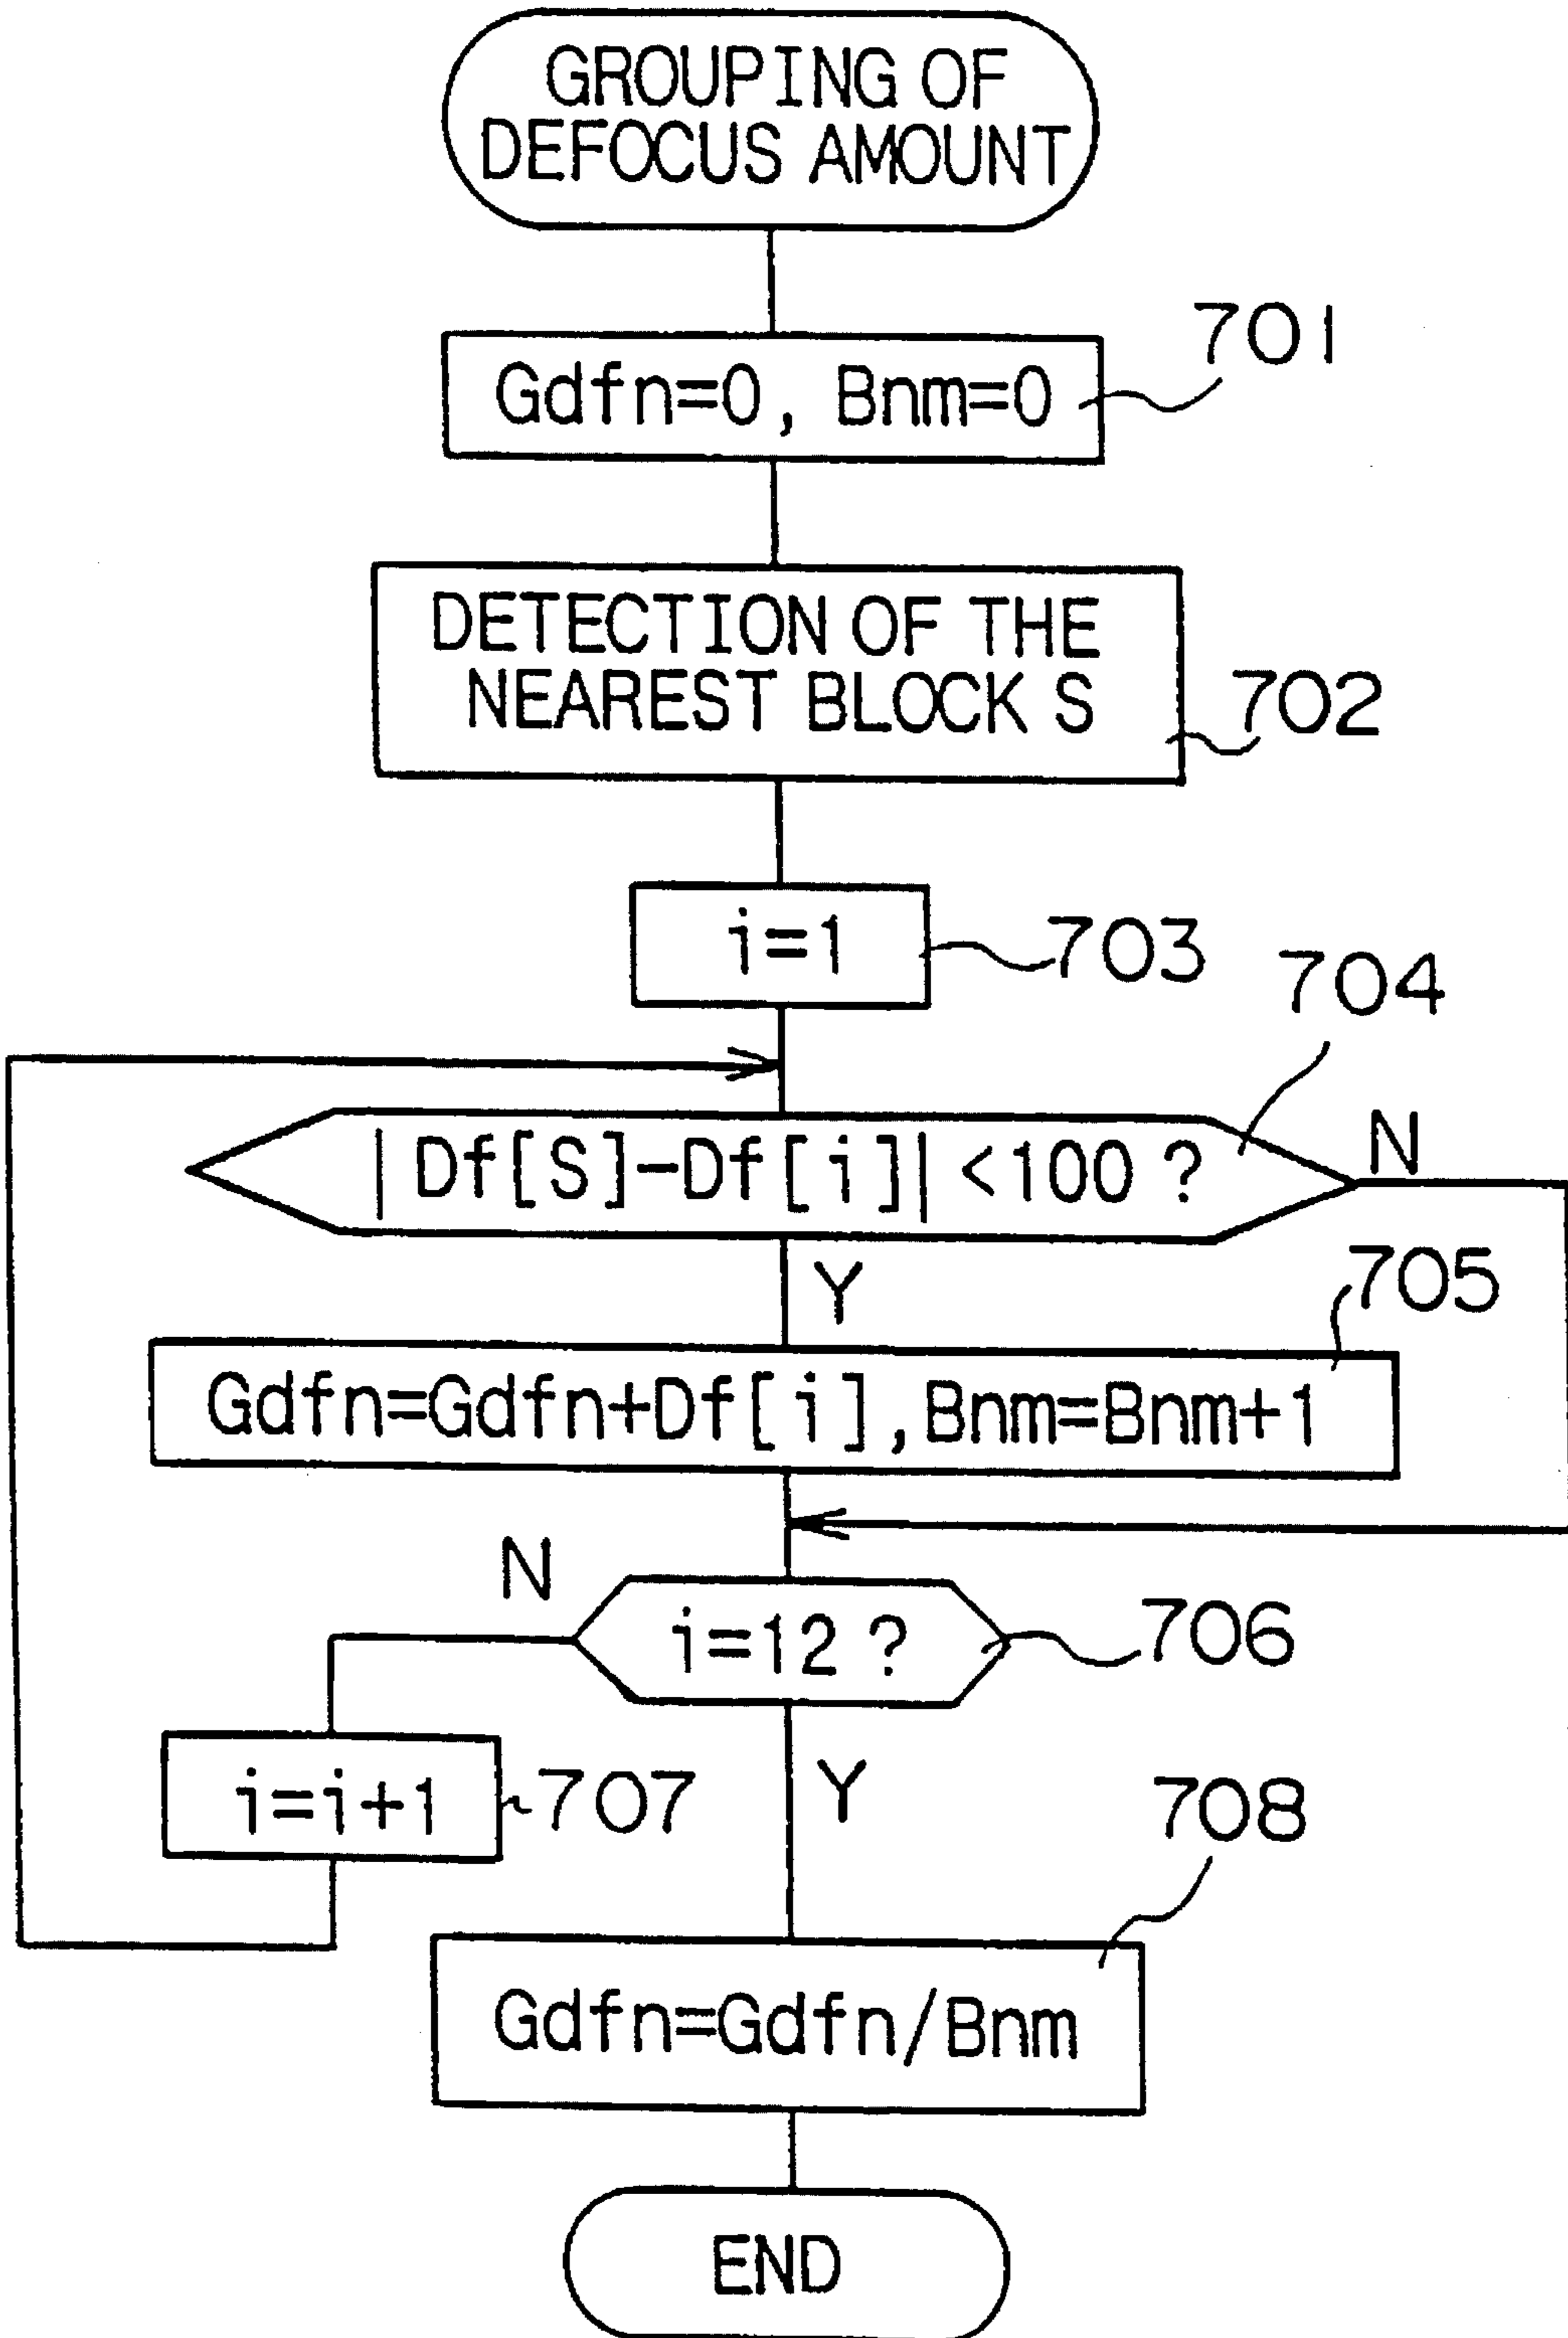 GROUPING OF
DEFOCUS AMOUNT
701
Gdfn=0, Bnm=0
DETECTION OF THE
NEAREST BLOCK S
702
i=1
703
704
|Df[S]-Df[i]|<100?
N
Y
705
Gdfn=Gdfn+Df[i],Bnm=Bnm+1
N
i=12?
706
i=i+1
707
Y
708
Gdfn=Gdfn/Bnm
END